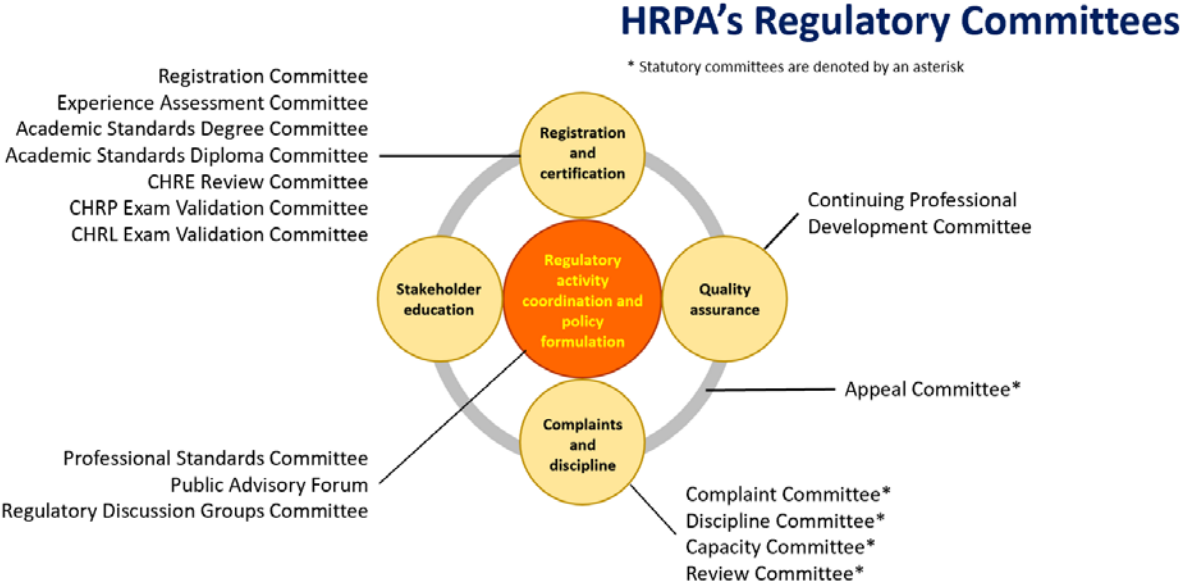 HRPA’s Regulatory Committees
* Statutory committees are denoted by an asterisk
Registration Committee
Experience Assessment Committee
Academic Standards Degree Committee
Academic Standards Diploma Committee
CHRE Review Committee
CHRP Exam Validation Committee
CHRL Exam Validation Committee
Registration
and
certification
Continuing Professional
Development Committee
Stakeholder
education
Regulatory
activity
coordination and
policy
formulation
Quality
assurance
Appeal Committee*
Complaints
and
discipline
Professional Standards Committee
Public Advisory Forum
Regulatory Discussion Groups Committee
Complaint Committee*
Discipline Committee*
Capacity Committee*
Review Committee*